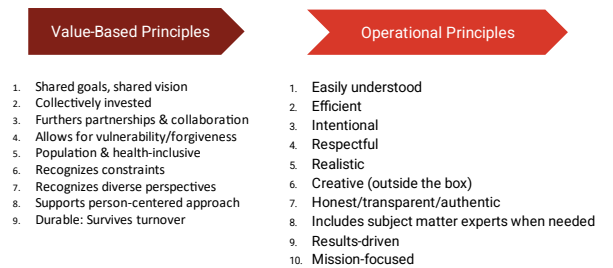 Value-Based Principles
1. Shared goals, shared vision
2. Collectively invested
3. Furthers partnerships & collaboration
4. Allows for vulnerability/forgiveness
5. Population & health-inclusive
6. Recognizes constraints
7. Recognizes diverse perspectives
8. Supports person-centered approach
9. Durable: Survives turnover
Operational Principles
1. Easily understood
2. Efficient
3. Intentional
4. Respectful
5. Realistic
6. Creative (outside the box)
7. Honest/transparent/authentic
8. Includes subject matter experts when needed
9. Results-driven
10. Mission-focused